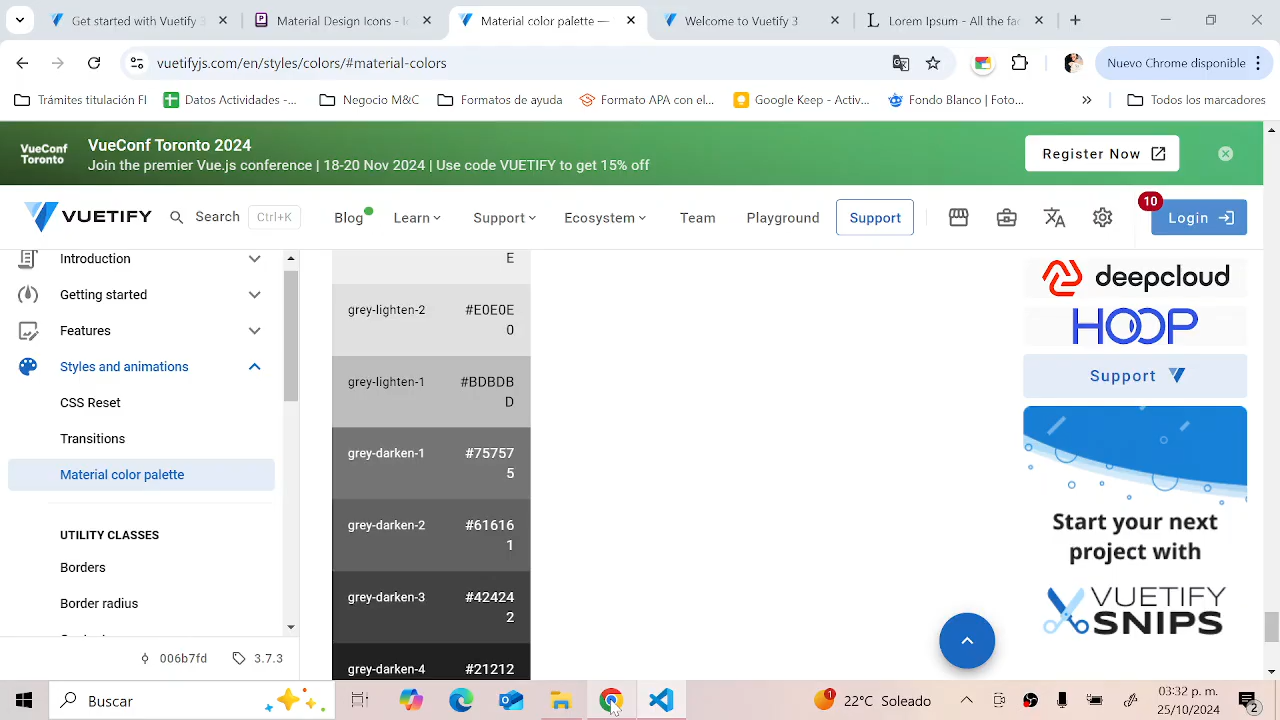 Get started with Vuetify 3
Material Design Icons -
Material color palette —
Welcome to Vuetify 3
Lorem Ipsum – All the fac
vuetifyjs.com/en/styles/colors/#material-colors
Nuevo Chrome disponible
Trámites titulación FI
Datos Actividades -...
Negocio M&C
Formatos de ayuda
Formato APA con el...
Google Keep - Activ...
Fondo Blanco | Foto...
Todos los marcadores
VueConf
Toronto
VueConf Toronto 2024
Join the premier Vue.js conference | 18-20 Nov 2024 | Use code VUETIFY to get 15% off
Register Now
VUETIFY
Search
Ctrl+K
Blog
Learn
Support
Ecosystem
Team
Playground
Support
10
Login
Introduction
Getting started
Features
Styles and animations
CSS Reset
Transitions
Material color palette
UTILITY CLASSES
Borders
Border radius
006b7fd
3.7.3
E
grey-lighten-2 #E0E0E
0
grey-lighten-1 #BDBDB
D
grey-darken-1 #75757
5
grey-darken-2 #61616
1
grey-darken-3 #42424
2
grey-darken-4 #21212
deepcloud
HOOP
Support
Start your next
project with
VUETIFY
SNIPS
Buscar
22°C Soleado
03:32 p.m.
25/10/2024
2